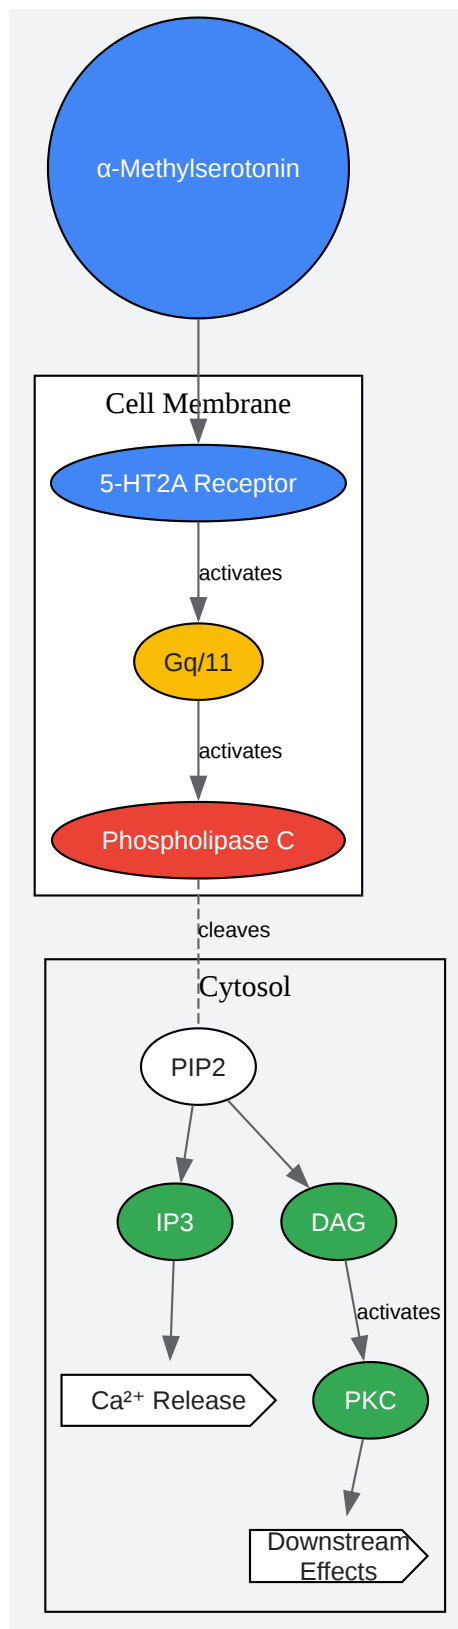 α-Methylserotonin
Cell Membrane
5-HT2A Receptor
activates
Gq/11
activates
Phospholipase C
cleaves
Cytosol
PIP2
IP3
DAG
activates
Ca²⁺ Release
PKC
Downstream
Effects